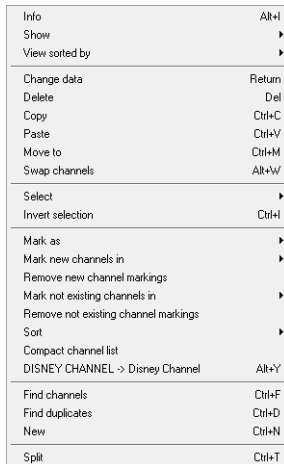 Info Alt+I
Show
View sorted by
Change data Return
Delete Del
Copy Ctrl+C
Paste Ctrl+V
Move to Ctrl+M
Swap channels Alt+W
Select
Invert selection Ctrl+I
Mark as
Mark new channels in
Remove new channel markings
Mark not existing channels in
Remove not existing channel markings
Sort
Compact channel list
DISNEY CHANNEL -> Disney Channel Alt+Y
Find channels Ctrl+F
Find duplicates Ctrl+D
New Ctrl+N
Split Ctrl+T